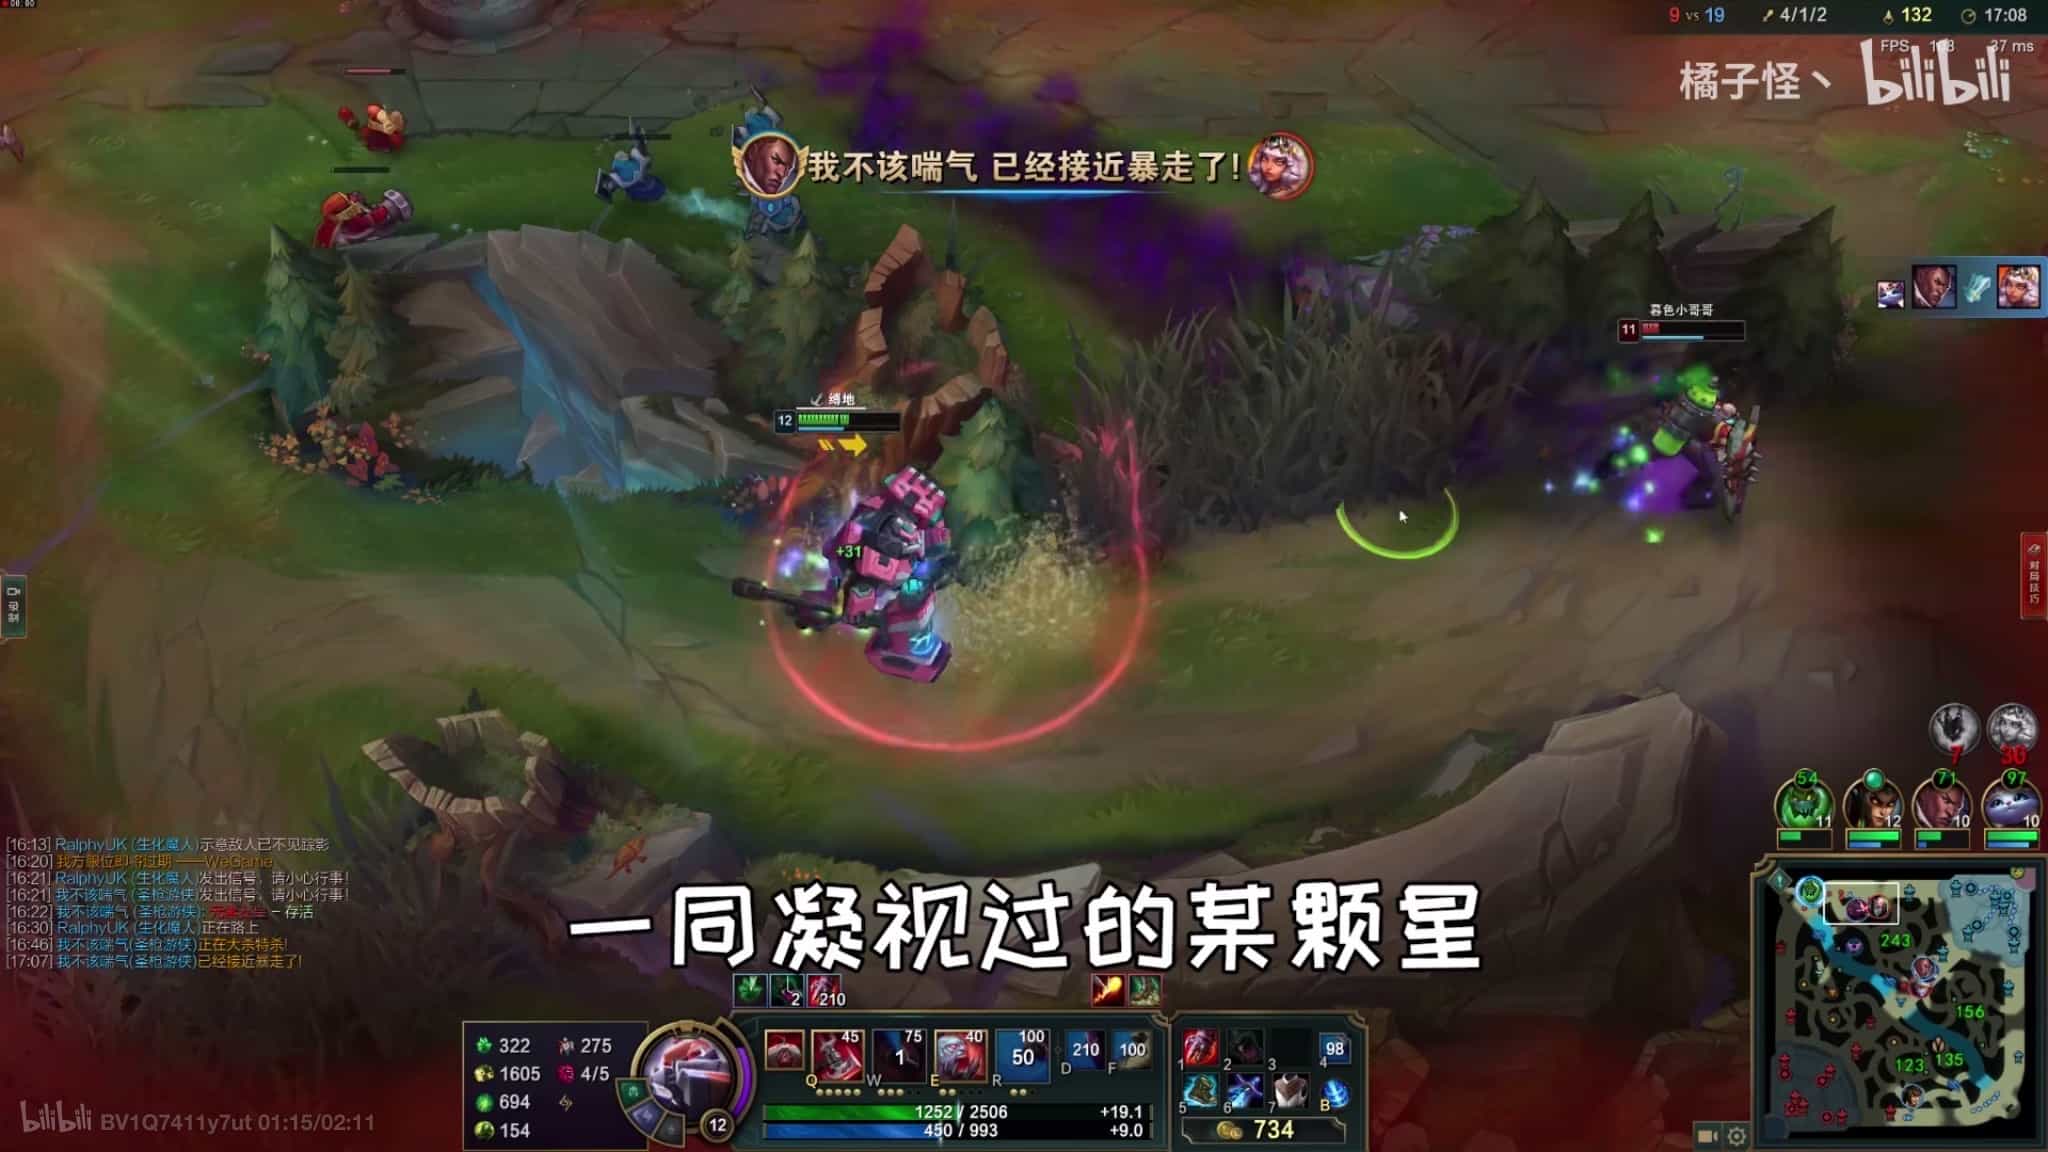 00:00
9 vs 19 4/1/2 132 17:08
FPS 37 ms
橘子怪丶 bilibili
我不该喘气 已经接近暴走了!
暮色小哥哥
11
缚地
12
+31
录制
对局技巧
7 30
54 71 97
11 12 10 10
[16:13] RalphyUK (生化魔人)示意敌人已不见踪影
[16:20] 我方眼位即将过期 ——WeGame
[16:21] RalphyUK (生化魔人)发出信号，请小心行事!
[16:21] 我不该喘气 (圣枪游侠)发出信号，请小心行事!
[16:22] 我不该喘气 (圣枪游侠): – 存活
[16:30] RalphyUK (生化魔人)正在路上
[16:46] 我不该喘气(圣枪游侠)正在大杀特杀!
[17:07] 我不该喘气(圣枪游侠)已经接近暴走了!
一同凝视过的某颗星
2 210
322 275
1605 4/5
694
154
12
45 75 40 100
1 50 210 100
Q W E R D F
1252 / 2506 +19.1
450 / 993 +9.0
98
1 2 3 4
5 6 7 B
734
243
156
123 135
bilibili BV1Q7411y7ut 01:15/02:11